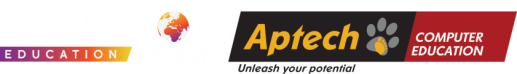 EDUCATION
Aptech
COMPUTER
EDUCATION
Unleash your potential